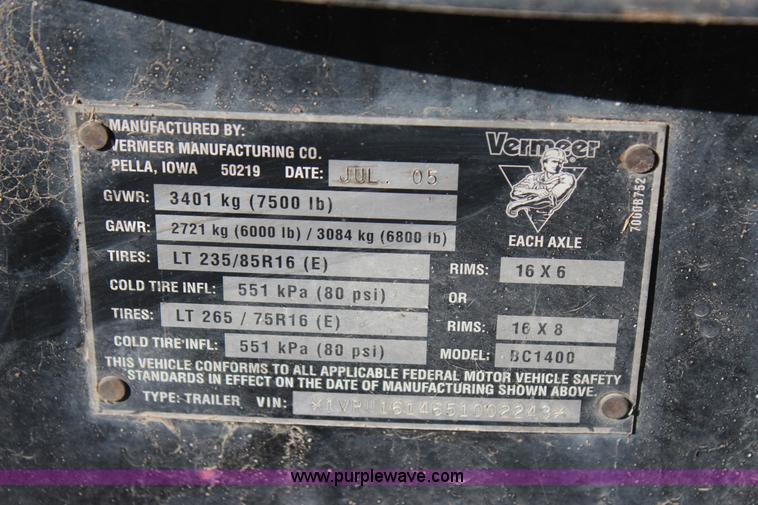 MANUFACTURED BY:
VERMEER MANUFACTURING CO.
PELLA, IOWA 50219 DATE: JUL. 05
Vermeer
7000B752
GVWR: 3401 kg (7500 lb)
GAWR: 2721 kg (6000 lb) / 3084 kg (6800 lb)
EACH AXLE
TIRES: LT 235/85R16 (E) RIMS: 16 X 6
COLD TIRE INFL: 551 kPa (80 psi) OR
TIRES: LT 265 / 75R16 (E) RIMS: 16 X 8
COLD TIRE INFL: 551 kPa (80 psi) MODEL: BC1400
THIS VEHICLE CONFORMS TO ALL APPLICABLE FEDERAL MOTOR VEHICLE SAFETY
STANDARDS IN EFFECT ON THE DATE OF MANUFACTURING SHOWN ABOVE.
TYPE: TRAILER VIN:
www.purplewave.com